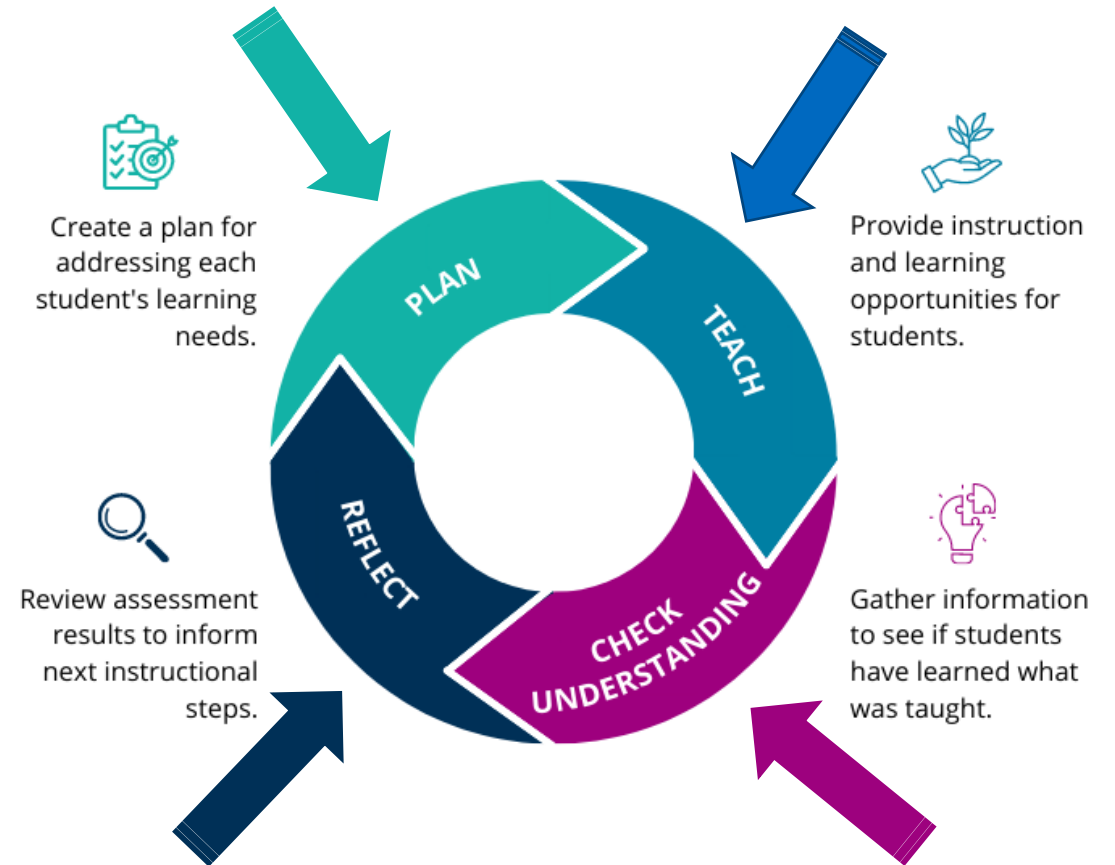 Create a plan for
addressing each
student's learning
needs.
PLAN
TEACH
Provide instruction
and learning
opportunities for
students.
Review assessment
results to inform
next instructional
steps.
REFLECT
CHECK
UNDERSTANDING
Gather information
to see if students
have learned what
was taught.